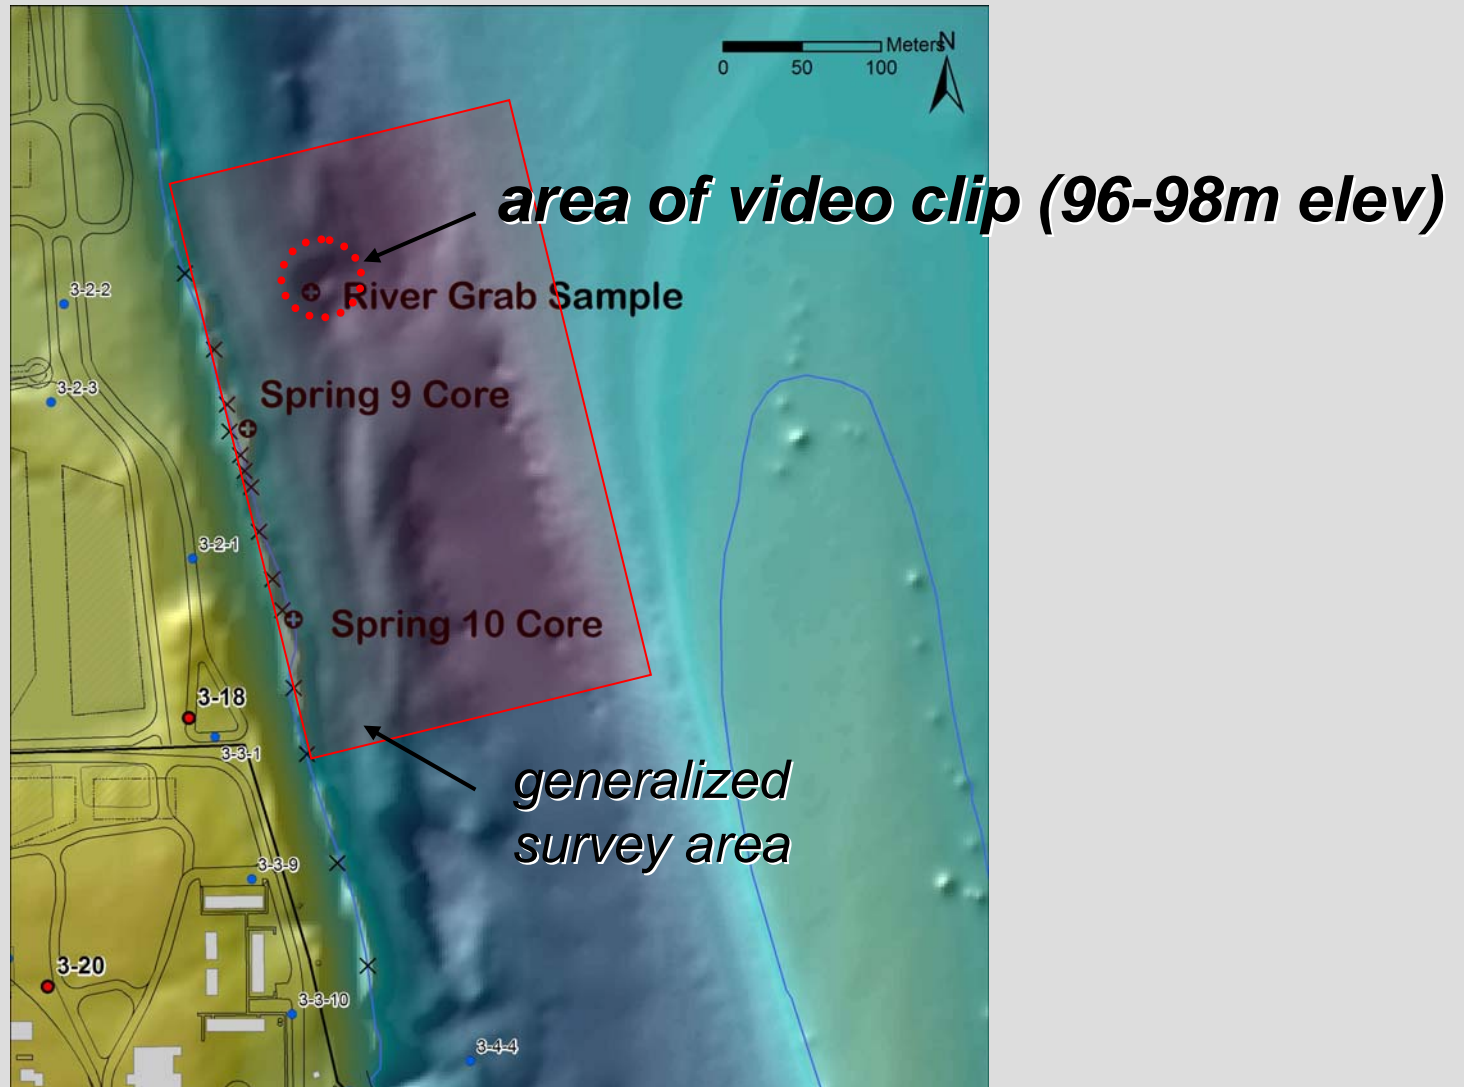 Meters
N
0 50 100
area of video clip (96-98m elev)
3-2-2
River Grab Sample
3-2-3
Spring 9 Core
3-2-1
Spring 10 Core
3-18
3-3-1
generalized
survey area
3-3-9
3-20
3-3-10
3-4-4